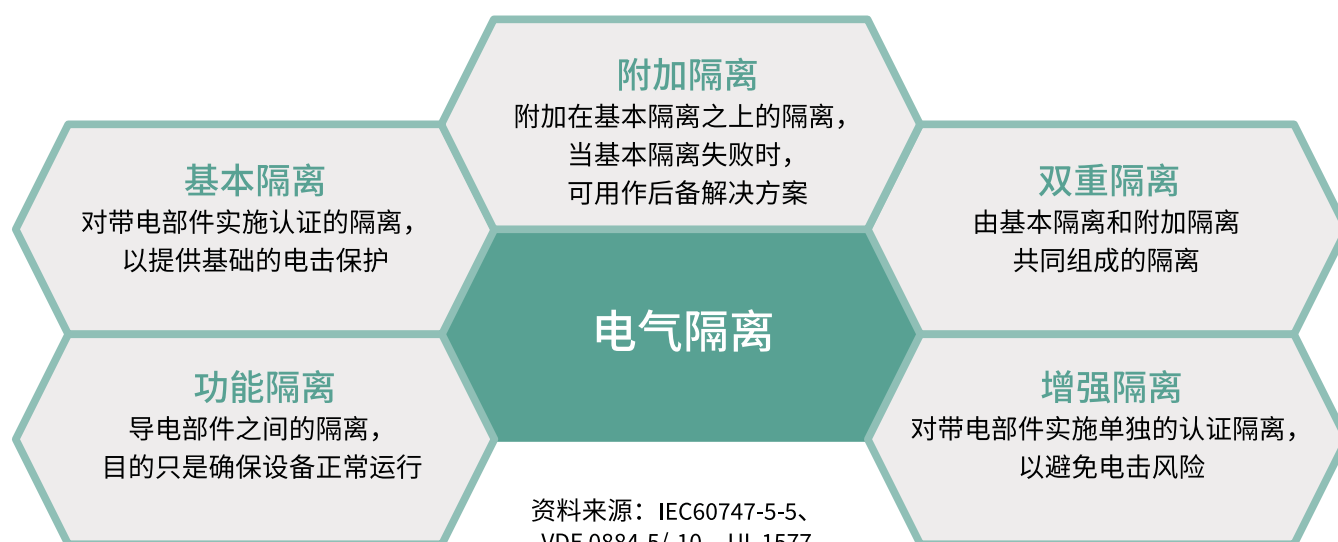 附加隔离
附加在基本隔离之上的隔离，
当基本隔离失败时，
可用作后备解决方案
基本隔离
对带电部件实施认证的隔离，
以提供基础的电击保护
双重隔离
由基本隔离和附加隔离
共同组成的隔离
电气隔离
功能隔离
导电部件之间的隔离，
目的只是确保设备正常运行
增强隔离
对带电部件实施单独的认证隔离，
以避免电击风险
资料来源：IEC60747-5-5、
VDE 0884-5/-10、UL 1577